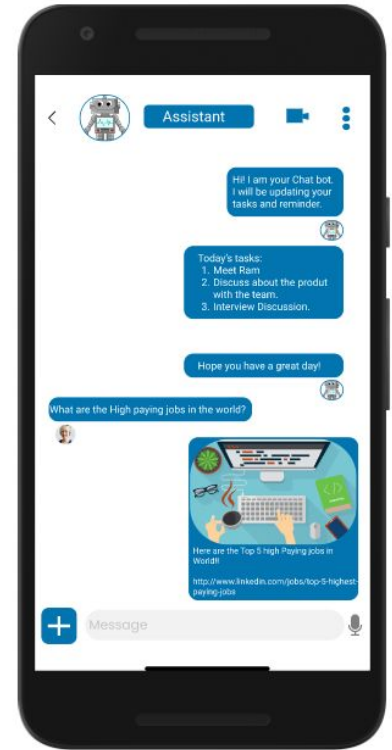 Assistant
Hi! I am your Chat bot.
I will be updating your
tasks and reminder.
Today's tasks:
1. Meet Ram
2. Discuss about the produt
with the team.
3. Interview Discussion.
Hope you have a great day!
What are the High paying jobs in the world?
Here are the Top 5 high Paying jobs in
World!!
http://www.linkedin.com/jobs/top-5-highest-
paying-jobs
Message